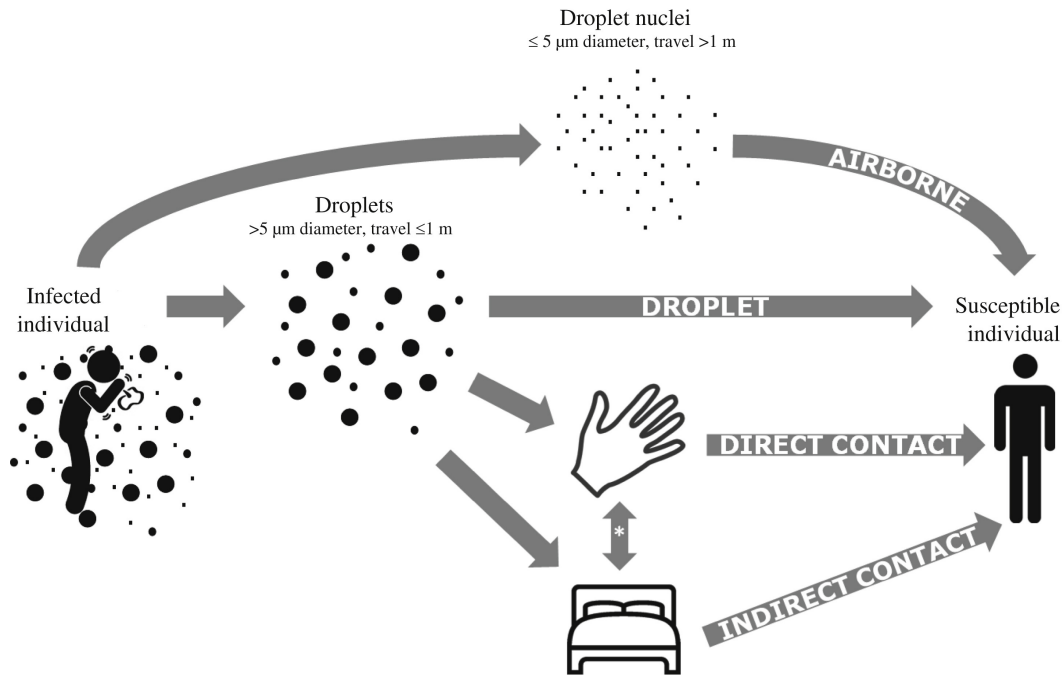 Droplet nuclei
≤ 5 μm diameter, travel >1 m
AIRBORNE
Droplets
>5 μm diameter, travel ≤1 m
Infected
individual
DROPLET
Susceptible
individual
DIRECT CONTACT
*
INDIRECT CONTACT